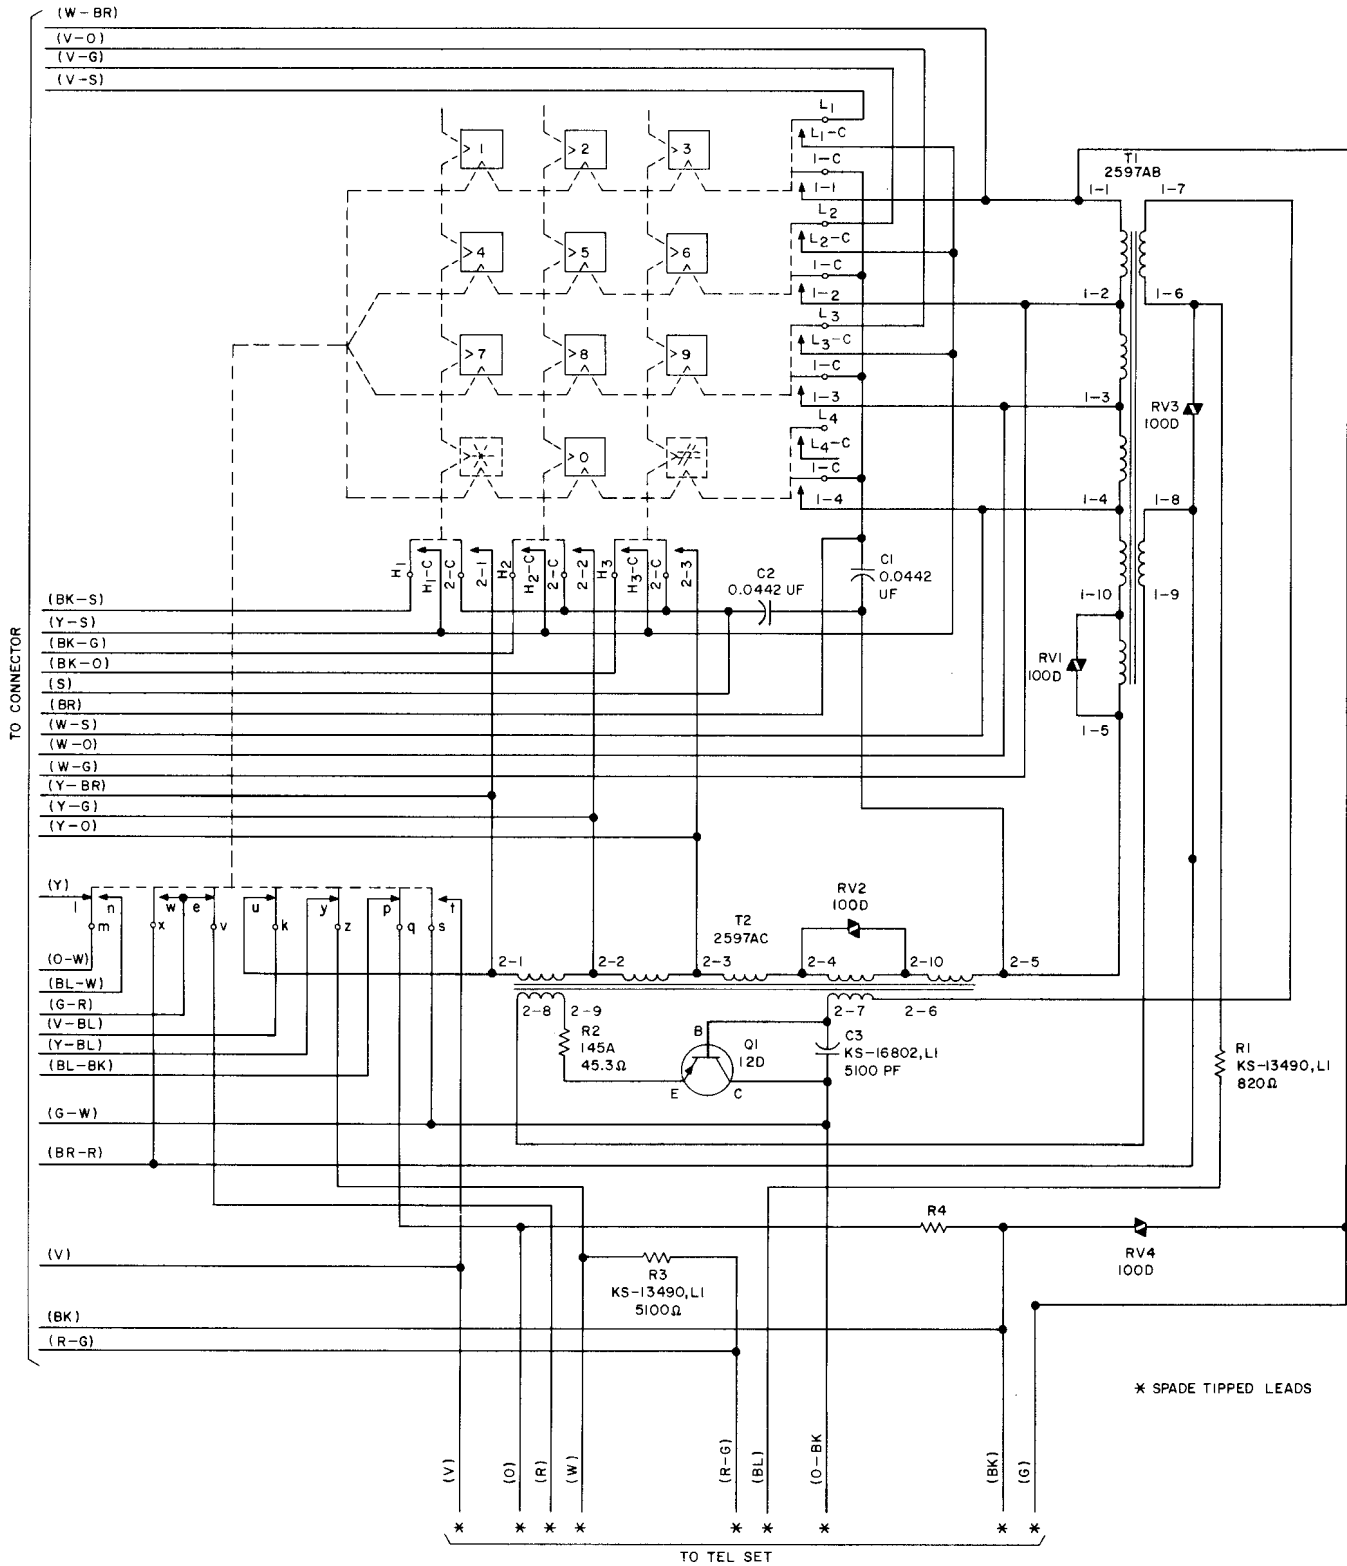 (W-BR)
(V-O)
(V-G)
(V-S)
L1
L1-C
1-C
1-1
1 2 3
T1
2597AB
1-1 1-7
L2
L2-C
1-C
1-2
4 5 6
1-2 1-6
L3
L3-C
1-C
1-3
7 8 9
1-3
RV3
100D
L4
L4-C
1-C
1-4
* 0 #
1-4 1-8
H1 H1-C 2-C 2-1 H2 H2-C 2-C 2-2 H3 H3-C 2-C 2-3
C2
0.0442 UF
C1
0.0442
UF
1-10 1-9
RV1
100D
1-5
TO CONNECTOR
(BK-S)
(Y-S)
(BK-G)
(BK-O)
(S)
(BR)
(W-S)
(W-O)
(W-G)
(Y-BR)
(Y-G)
(Y-O)
(Y)
l n w e u y p t
m x v k z q s
RV2
100D
T2
2597AC
2-1 2-2 2-3 2-4 2-10 2-5
2-8 2-9 2-7 2-6
(O-W)
(BL-W)
(G-R)
(V-BL)
(Y-BL)
(BL-BK)
R2
145A
45.3Ω
B
Q1
12D
E C
C3
KS-16802,L1
5100 PF
R1
KS-13490,L1
820Ω
(G-W)
(BR-R)
R4
RV4
100D
(V)
R3
KS-13490,L1
5100Ω
(BK)
(R-G)
* SPADE TIPPED LEADS
(V) (O) (R) (W) (R-G) (BL) (O-BK (BK) (G)
* * * * * * * * *
TO TEL SET